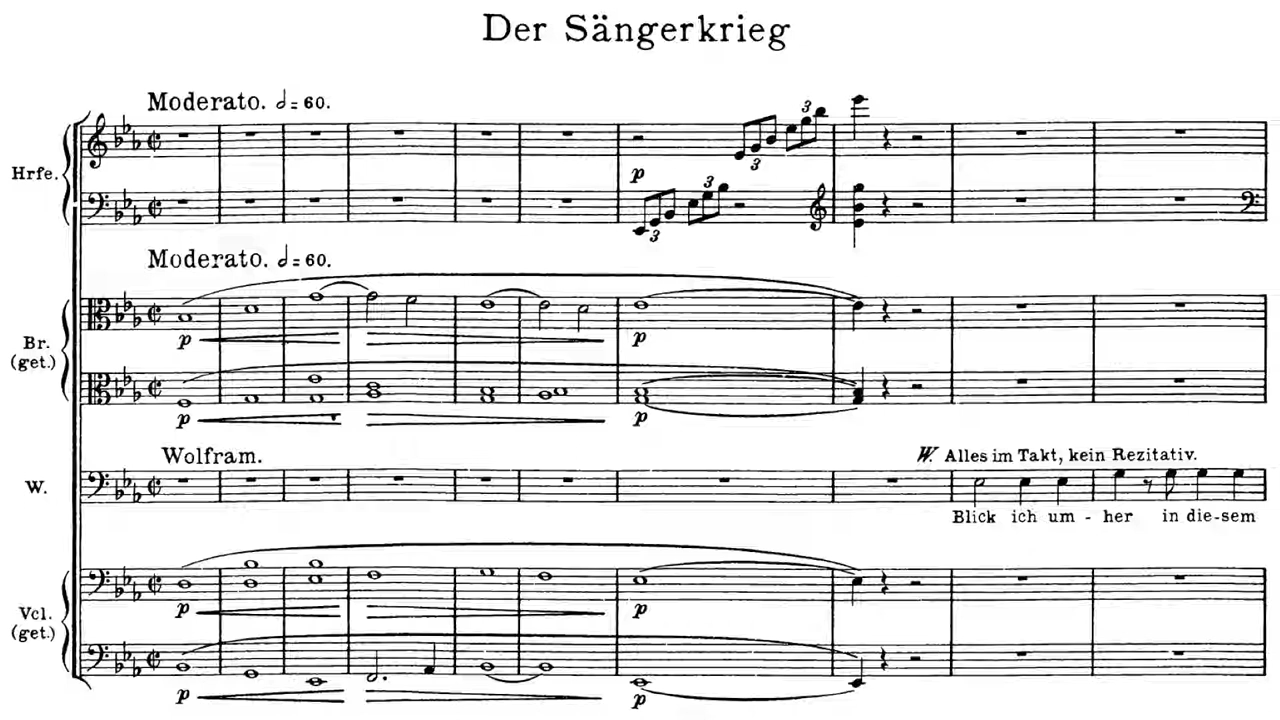 Der Sängerkrieg
Moderato. 𝅗𝅥 = 60.
Hrfe.
3
3
p
3
3
Moderato. 𝅗𝅥 = 60.
Br.
(get.)
p
p
p
p
Wolfram.
W. Alles im Takt, kein Rezitativ.
W.
Blick ich um - her in die-sem
Vcl.
(get.)
p
p
p
p